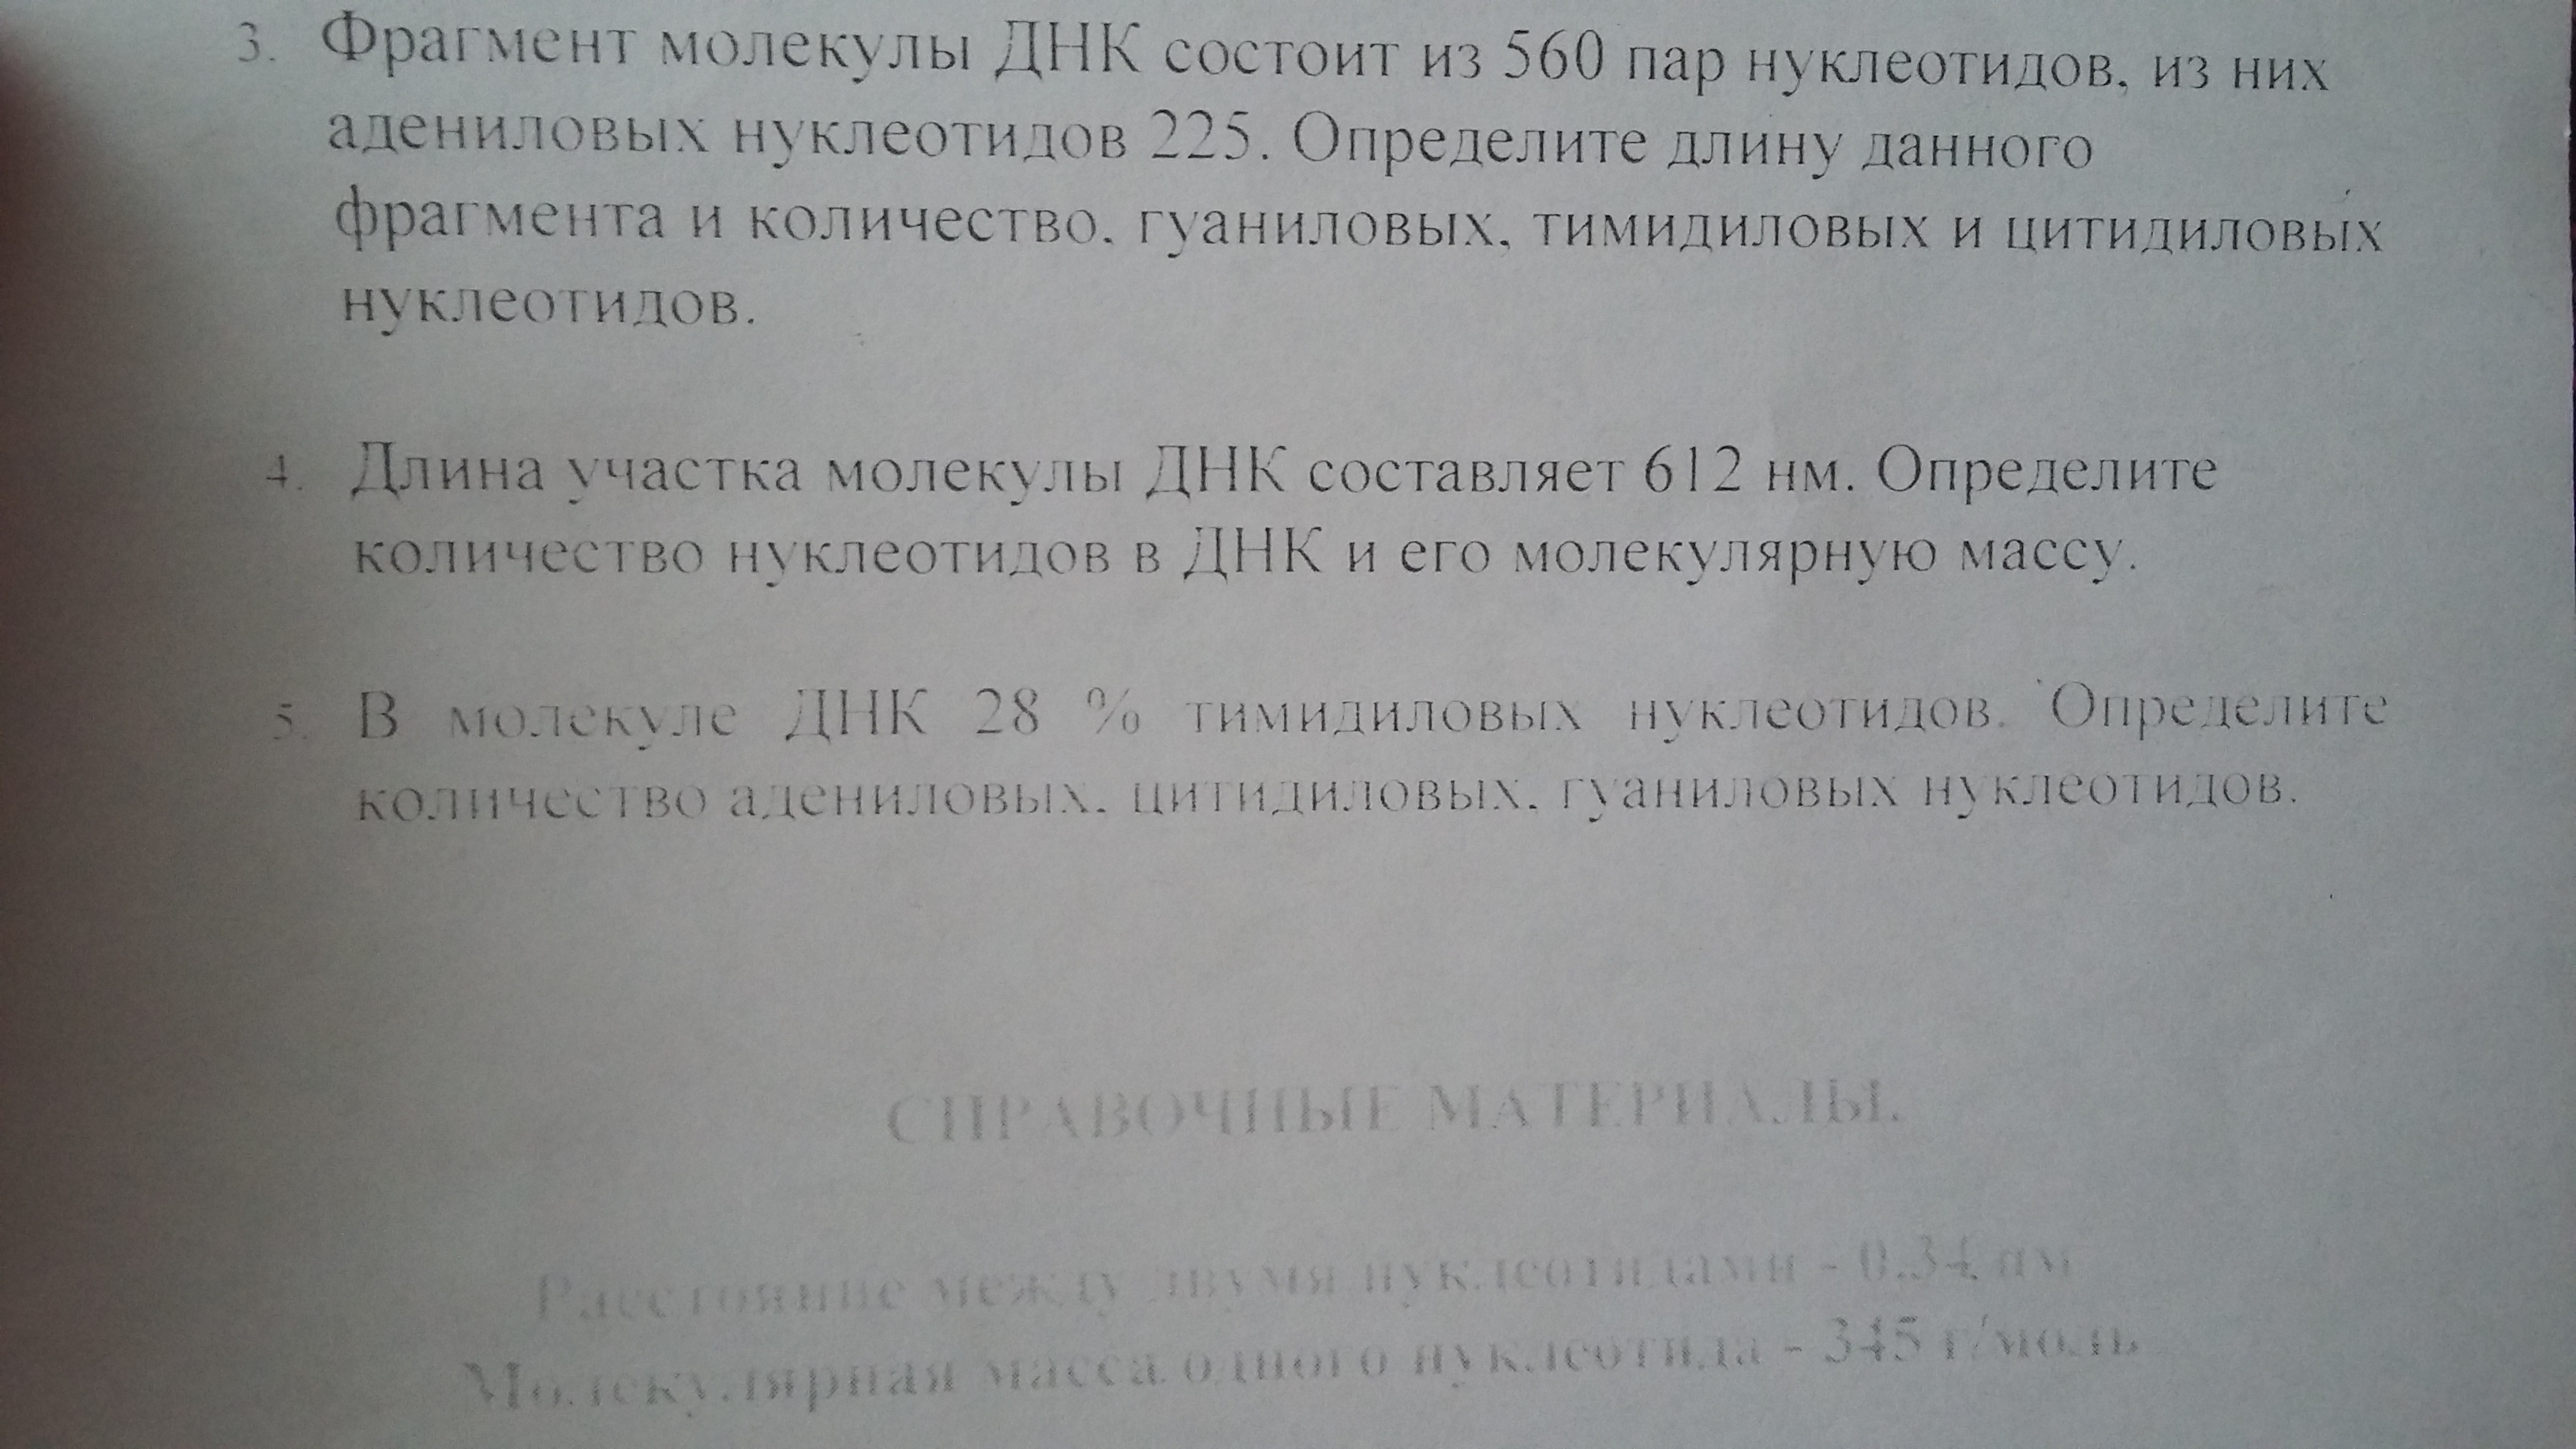 3. Фрагмент молекулы ДНК состоит из 560 пар нуклеотидов, из них
адениловых нуклеотидов 225. Определите длину данного
фрагмента и количество, гуаниловых, тимидиловых и цитидиловых
нуклеотидов.
4. Длина участка молекулы ДНК составляет 612 нм. Определите
количество нуклеотидов в ДНК и его молекулярную массу.
5. В молекуле ДНК 28 % тимидиловых нуклеотидов. Определите
количество адениловых, цитидиловых, гуаниловых нуклеотидов.
СПРАВОЧНЫЕ МАТЕРИАЛЫ.
Расстояние между двумя нуклеотидами - 0,34 нм
Молекулярная масса одного нуклеотида - 345 г/моль